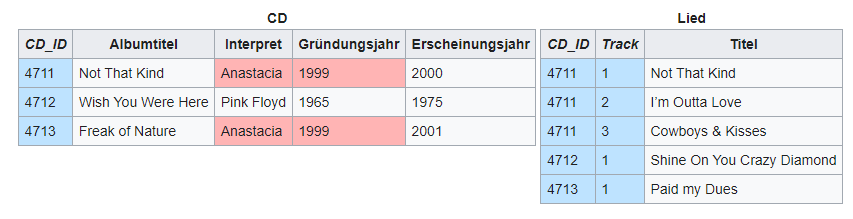 CD
CD_ID Albumtitel Interpret Gründungsjahr Erscheinungsjahr
4711 Not That Kind Anastacia 1999 2000
4712 Wish You Were Here Pink Floyd 1965 1975
4713 Freak of Nature Anastacia 1999 2001
Lied
CD_ID Track Titel
4711 1 Not That Kind
4711 2 I’m Outta Love
4711 3 Cowboys & Kisses
4712 1 Shine On You Crazy Diamond
4713 1 Paid my Dues